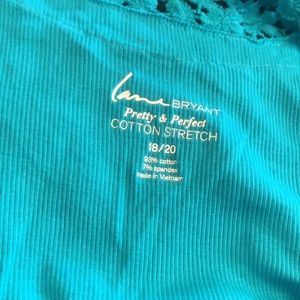 Lane BRYANT
Pretty & Perfect
COTTON STRETCH
18/20
93% cotton
7% spandex
Made in Vietnam